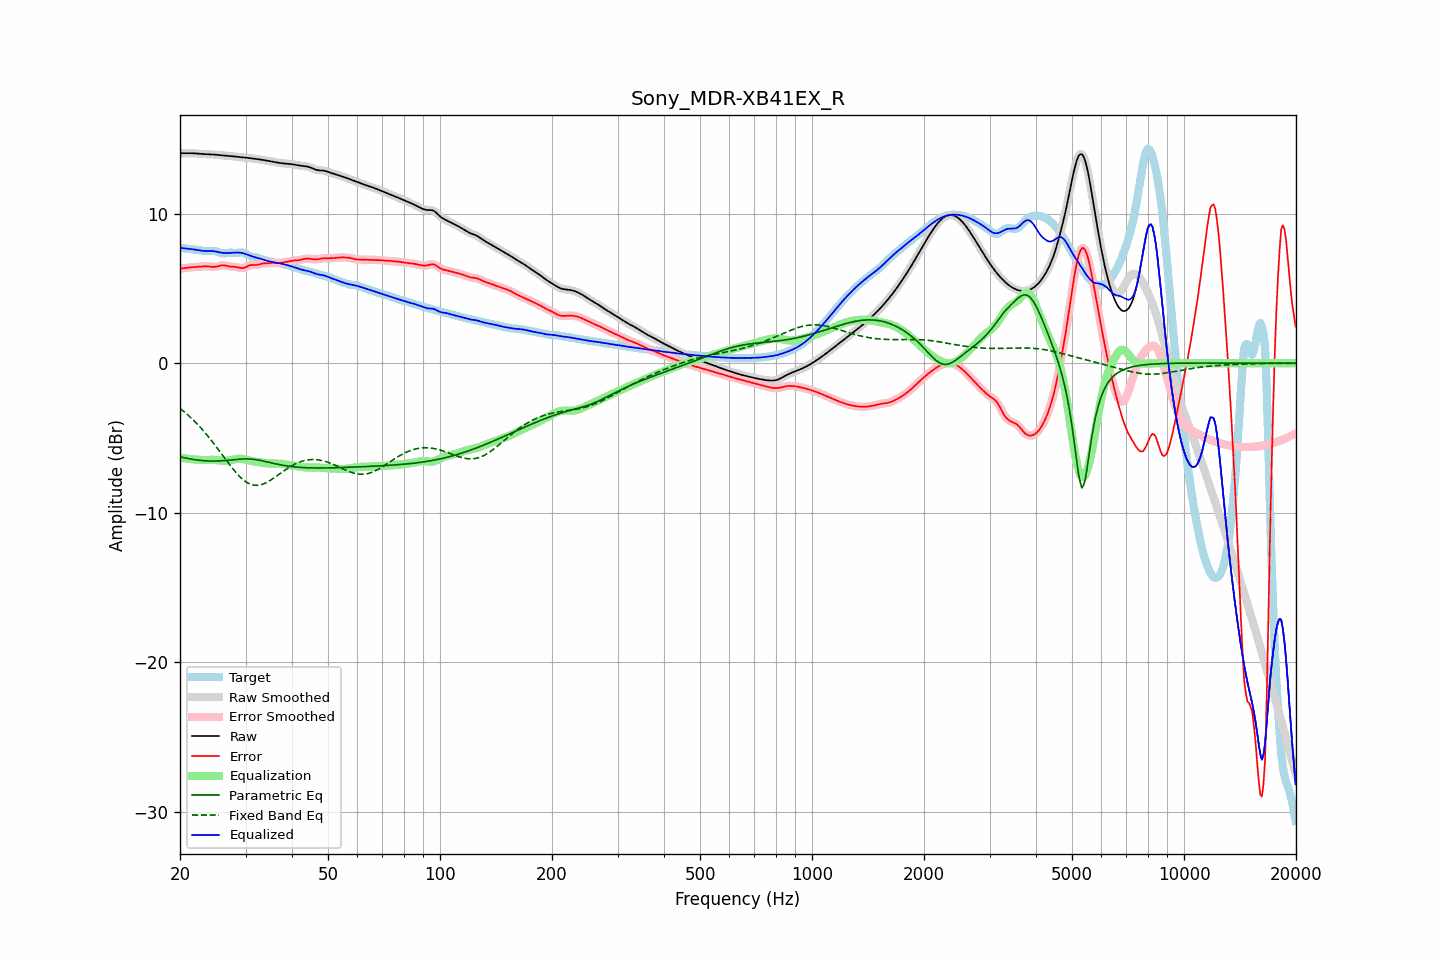 Sony_MDR-XB41EX_R
10
0
−10
−20
−30
Amplitude (dBr)
Target
Raw Smoothed
Error Smoothed
Raw
Error
Equalization
Parametric Eq
Fixed Band Eq
Equalized
20 50 100 200 500 1000 2000 5000 10000 20000
Frequency (Hz)